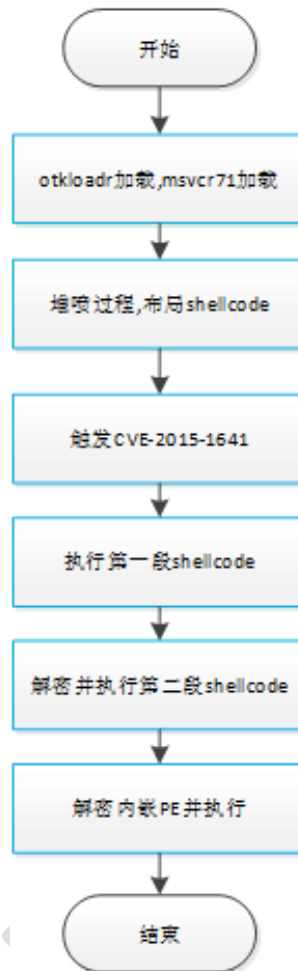 开始
otkloadr加载,msvcr71加载
堆喷过程,布局shellcode
触发CVE-2015-1641
执行第一段shellcode
解密并执行第二段shellcode
解密内嵌PE并执行
结束